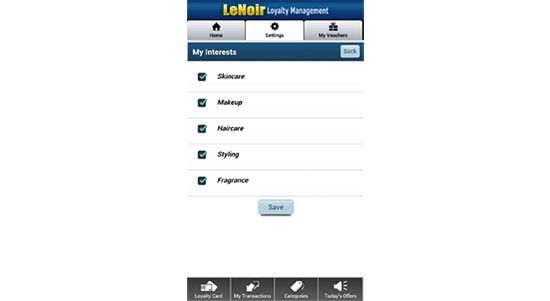 LeNoir Loyalty Management
Home Settings My Vouchers
My Interests Back
Skincare
Makeup
Haircare
Styling
Fragrance
Save
Loyalty Card My Transactions Categories Today's Offers